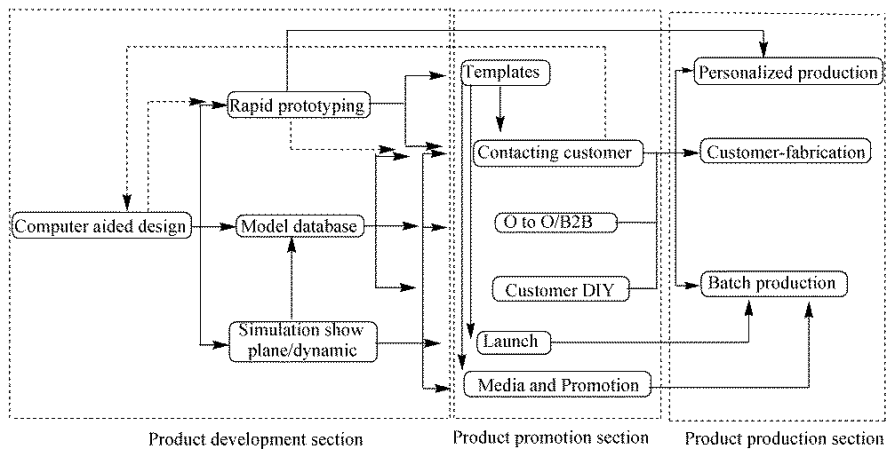 Templates
Personalized production
Rapid prototyping
Contacting customer
Customer-fabrication
Computer aided design
Model database
O to O/B2B
Customer DIY
Batch production
Simulation show
plane/dynamic
Launch
Media and Promotion
Product development section
Product promotion section
Product production section